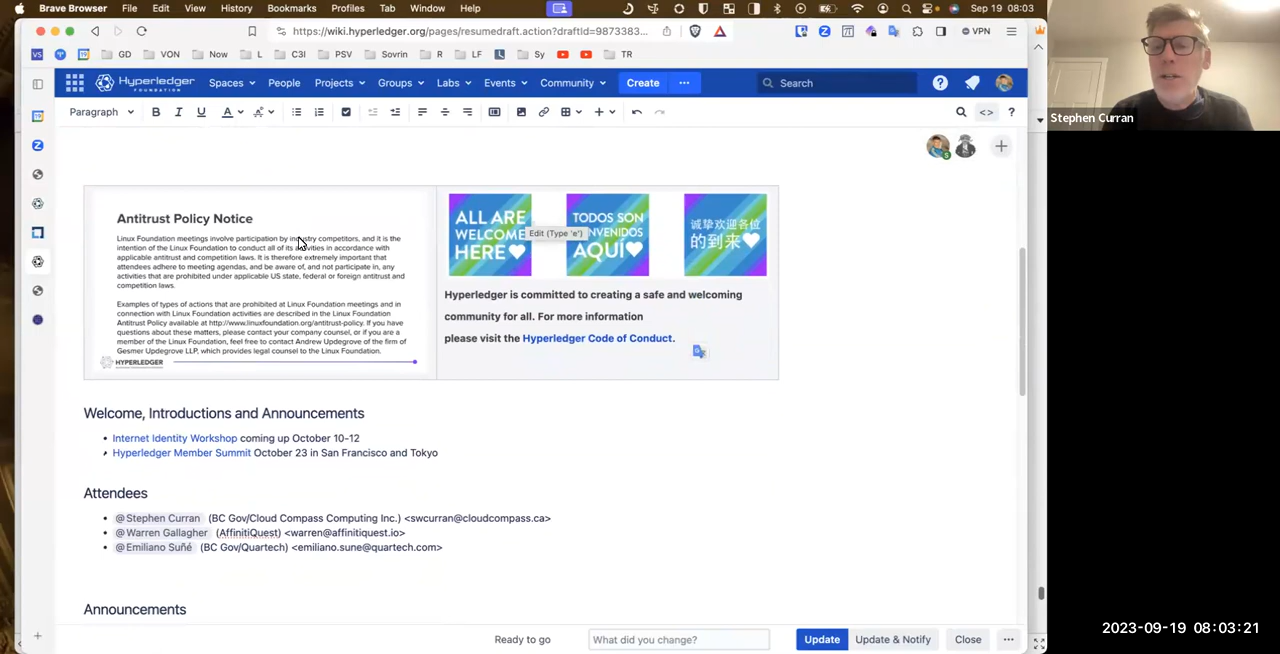 Brave Browser File Edit View History Bookmarks Profiles Tab Window Help Sep 19 08:03
https://wiki.hyperledger.org/pages/resumedraft.action?draftId=9873383... VPN
GD VON Now L C3I PSV Sovrin R LF Sy TR
HYPERLEDGER FOUNDATION Spaces People Projects Groups Labs Events Community Create ... Search
Paragraph B I U A
Antitrust Policy Notice
Linux Foundation meetings involve participation by industry competitors, and it is the
intention of the Linux Foundation to conduct all of its activities in accordance with
applicable antitrust and competition laws. It is therefore extremely important that
attendees adhere to meeting agendas, and be aware of, and not participate in, any
activities that are prohibited under applicable US state, federal or foreign antitrust and
competition laws.
Examples of types of actions that are prohibited at Linux Foundation meetings and in
connection with Linux Foundation activities are described in the Linux Foundation
Antitrust Policy available at http://www.linuxfoundation.org/antitrust-policy. If you have
questions about these matters, please contact your company counsel, or if you are a
member of the Linux Foundation, feel free to contact Andrew Updegrove of the firm of
Gesmer Updegrove LLP, which provides legal counsel to the Linux Foundation.
HYPERLEDGER
ALL ARE
WELCOME
HERE
TODOS SON
NVENIDOS
AQUÍ
诚挚欢迎各位
的到来
Edit (Type 'e')
Hyperledger is committed to creating a safe and welcoming
community for all. For more information
please visit the Hyperledger Code of Conduct.
Welcome, Introductions and Announcements
• Internet Identity Workshop coming up October 10-12
• Hyperledger Member Summit October 23 in San Francisco and Tokyo
Attendees
• @Stephen Curran (BC Gov/Cloud Compass Computing Inc.) <swcurran@cloudcompass.ca>
• @Warren Gallagher (AffinitiQuest) <warren@affinitiquest.io>
• @Emiliano Suñé (BC Gov/Quartech) <emiliano.sune@quartech.com>
Announcements
Ready to go What did you change? Update Update & Notify Close ...
Stephen Curran
2023-09-19 08:03:21